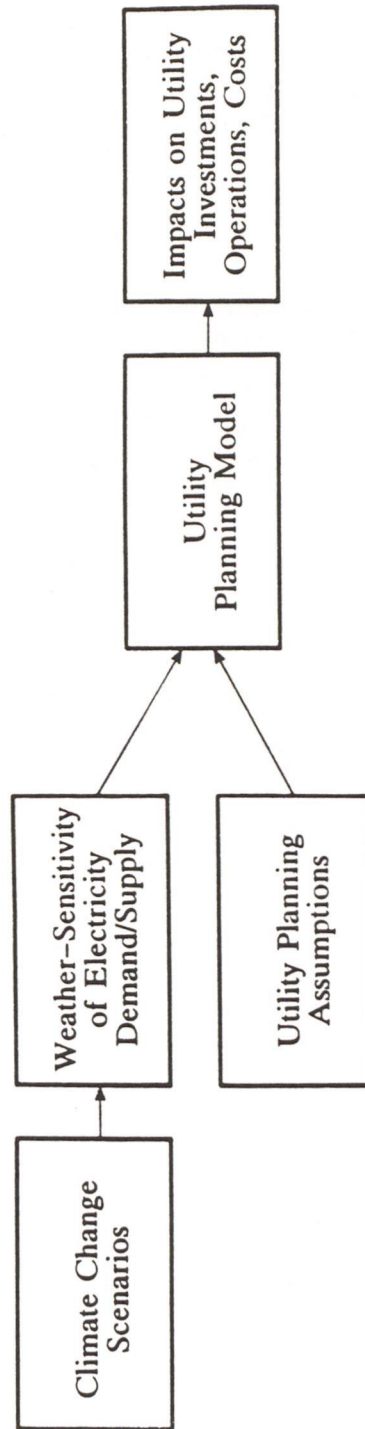 Climate Change
Scenarios
Weather-Sensitivity
of Electricity
Demand/Supply
Utility Planning
Assumptions
Utility
Planning Model
Impacts on Utility
Investments,
Operations, Costs